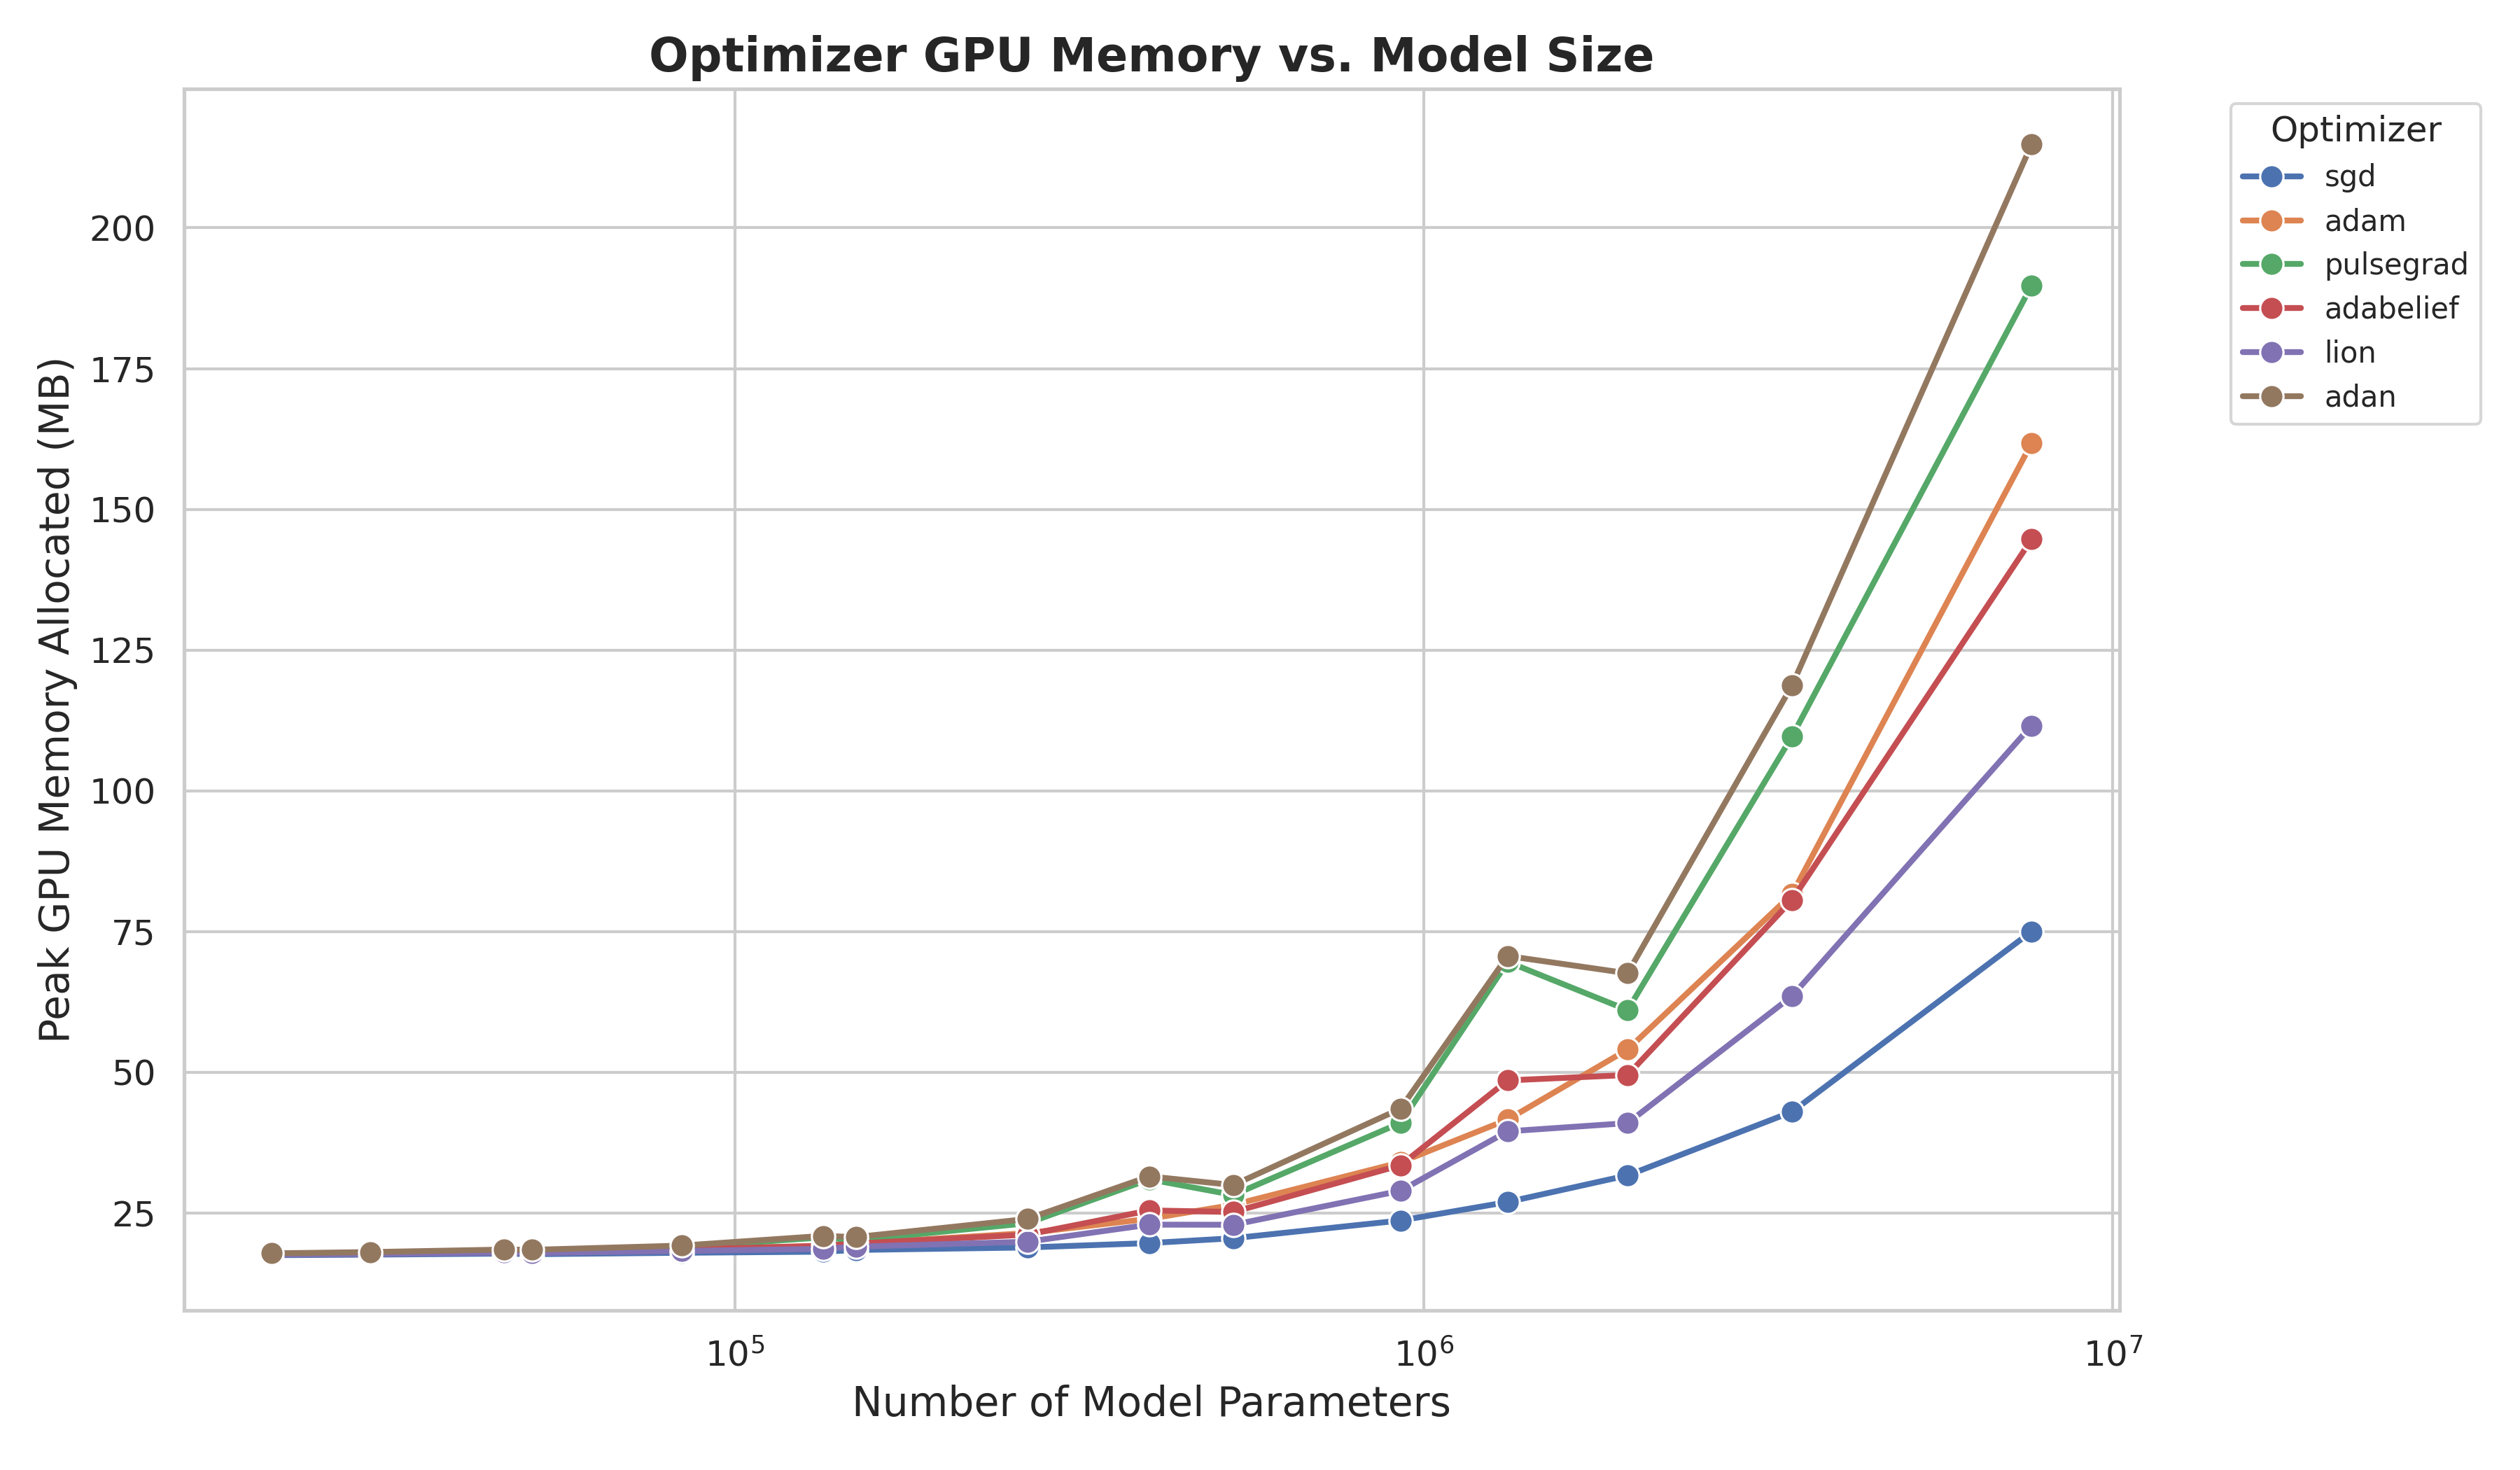 Optimizer GPU Memory vs. Model Size
Optimizer
sgd
adam
pulsegrad
adabelief
lion
adan
Peak GPU Memory Allocated (MB)
200
175
150
125
100
75
50
25
10⁵
10⁶
10⁷
Number of Model Parameters